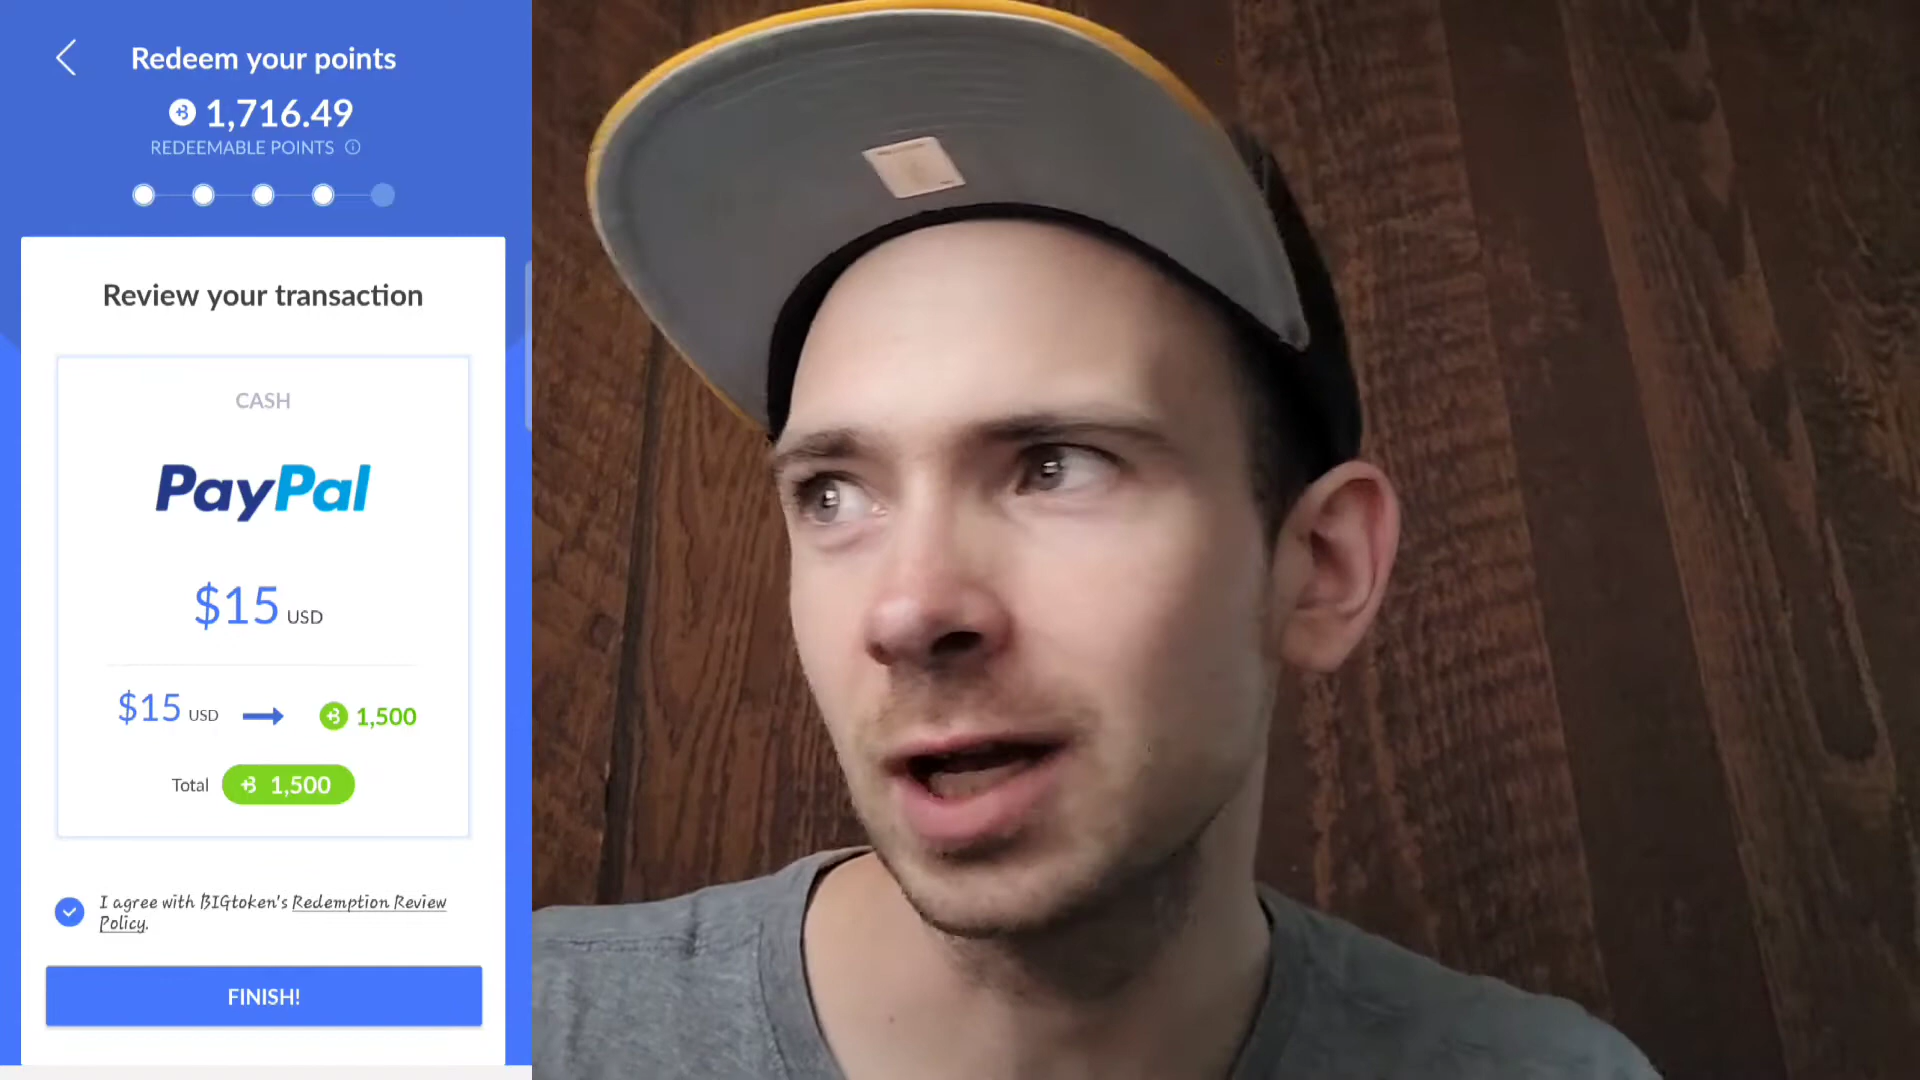 Redeem your points
1,716.49
REDEEMABLE POINTS
Review your transaction
CASH
PayPal
$15 USD
$15 USD → 1,500
Total 1,500
I agree with BIGtoken's Redemption Review
Policy.
FINISH!